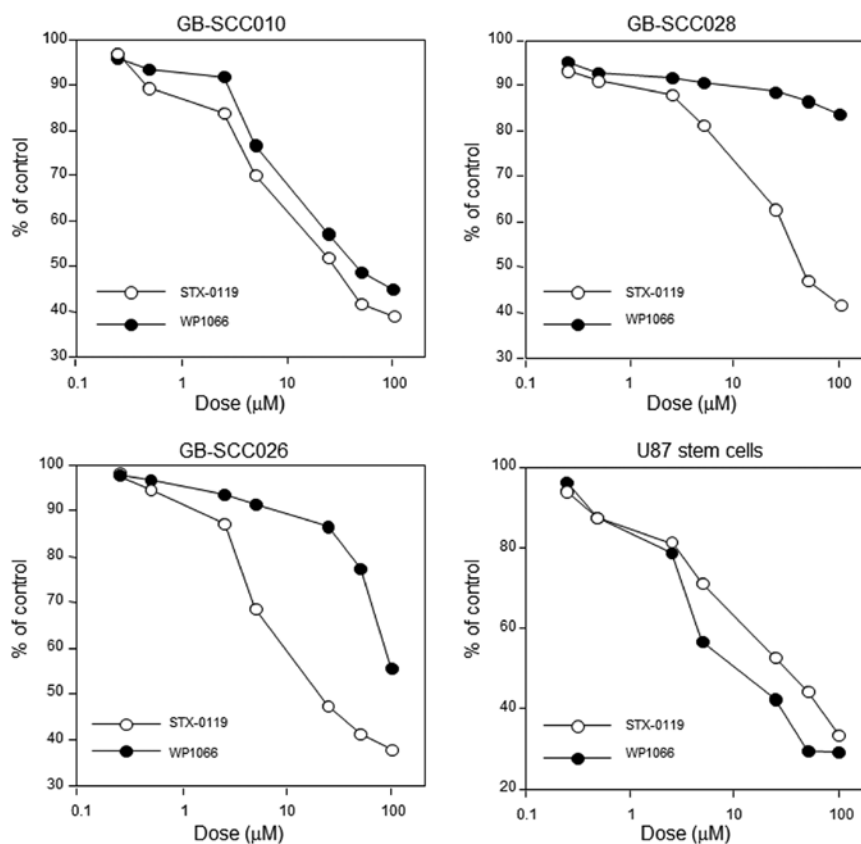 GB-SCC010
% of control
100
90
80
70
60
50
40
30
STX-0119
WP1066
0.1
1
10
100
Dose (μM)
GB-SCC028
% of control
100
90
80
70
60
50
40
30
STX-0119
WP1066
0.1
1
10
100
Dose (μM)
GB-SCC026
% of control
100
90
80
70
60
50
40
30
STX-0119
WP1066
0.1
1
10
100
Dose (μM)
U87 stem cells
% of control
100
80
60
40
20
STX-0119
WP1066
0.1
1
10
100
Dose (μM)